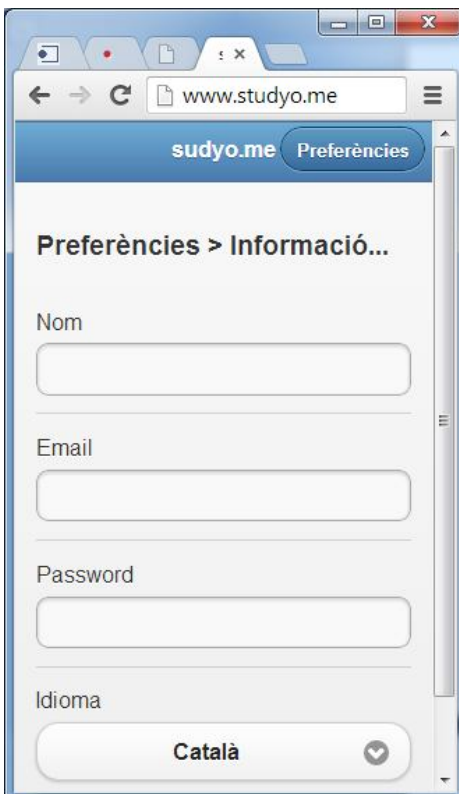 www.studyo.me
sudyo.me Preferències
Preferències > Informació...
Nom
Email
Password
Idioma
Català